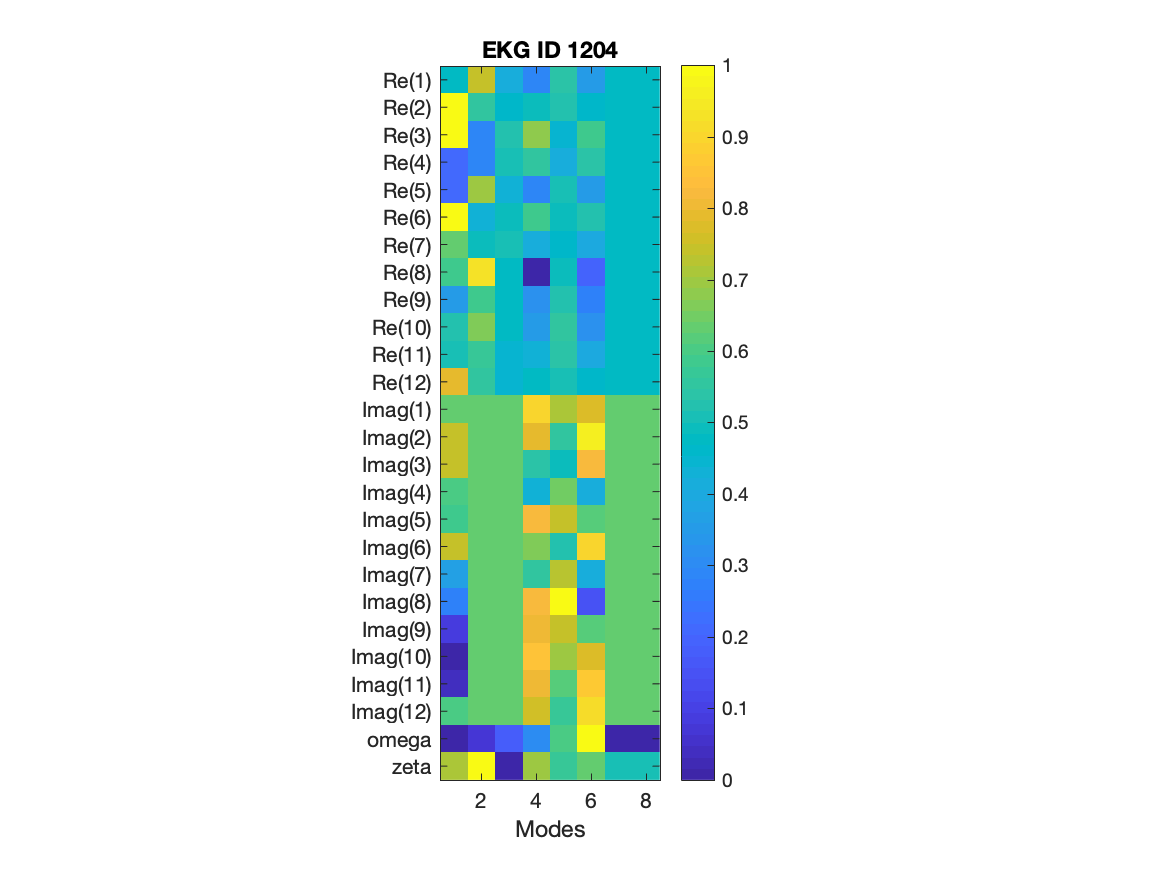 EKG ID 1204
Re(1)
Re(2)
Re(3)
Re(4)
Re(5)
Re(6)
Re(7)
Re(8)
Re(9)
Re(10)
Re(11)
Re(12)
Imag(1)
Imag(2)
Imag(3)
Imag(4)
Imag(5)
Imag(6)
Imag(7)
Imag(8)
Imag(9)
Imag(10)
Imag(11)
Imag(12)
omega
zeta
2 4 6 8
Modes
1
0.9
0.8
0.7
0.6
0.5
0.4
0.3
0.2
0.1
0